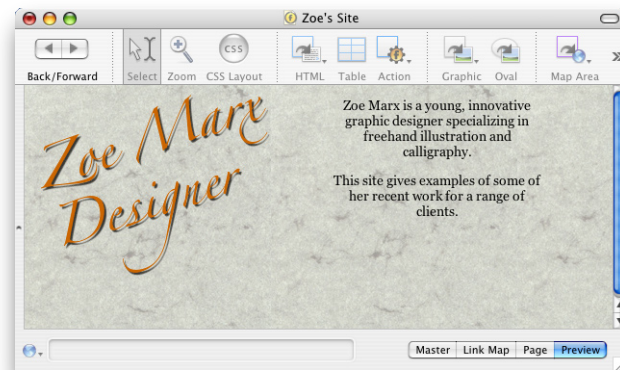 Zoe's Site
Back/Forward
Select
Zoom
CSS
CSS Layout
HTML
Table
Action
Graphic
Oval
Map Area
Zoe Marx
Designer
Zoe Marx is a young, innovative
graphic designer specializing in
freehand illustration and
calligraphy.
This site gives examples of some of
her recent work for a range of
clients.
Master
Link Map
Page
Preview